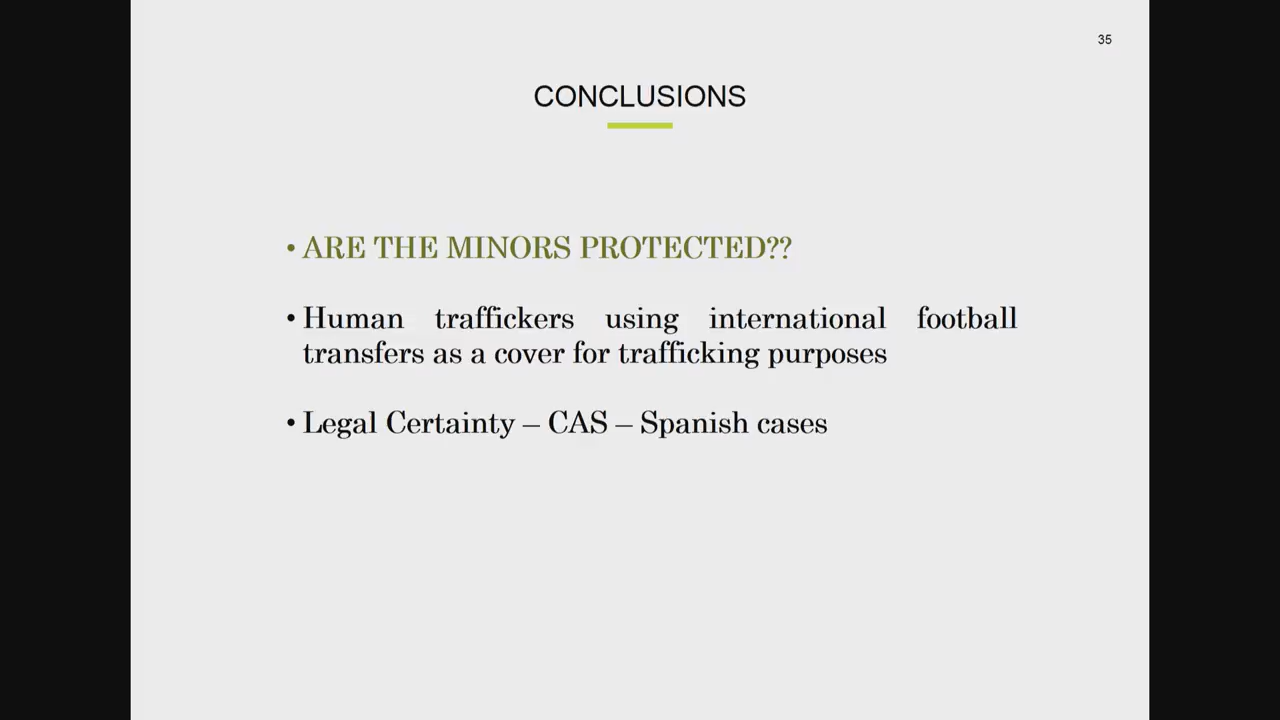 35
CONCLUSIONS
• ARE THE MINORS PROTECTED??
• Human traffickers using international football
transfers as a cover for trafficking purposes
• Legal Certainty – CAS – Spanish cases